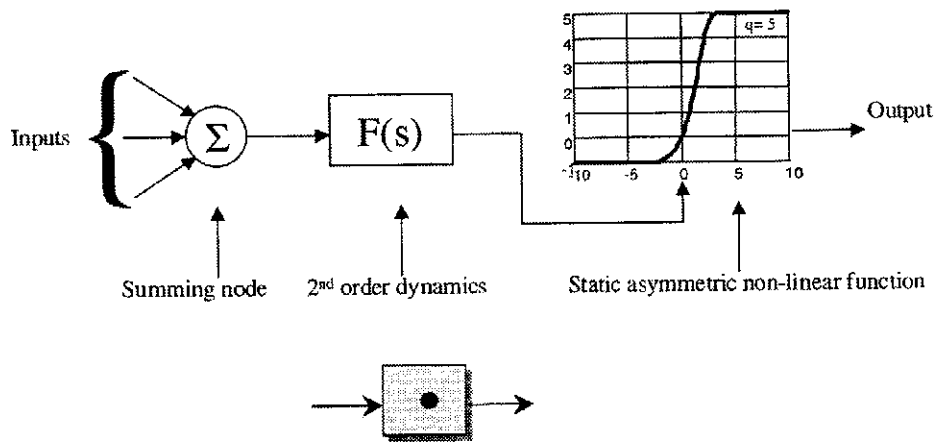 Inputs
Σ
F(s)
q= 5
5
4
3
2
1
0
-1
-10
-5
0
5
10
Output
Summing node
2nd order dynamics
Static asymmetric non-linear function